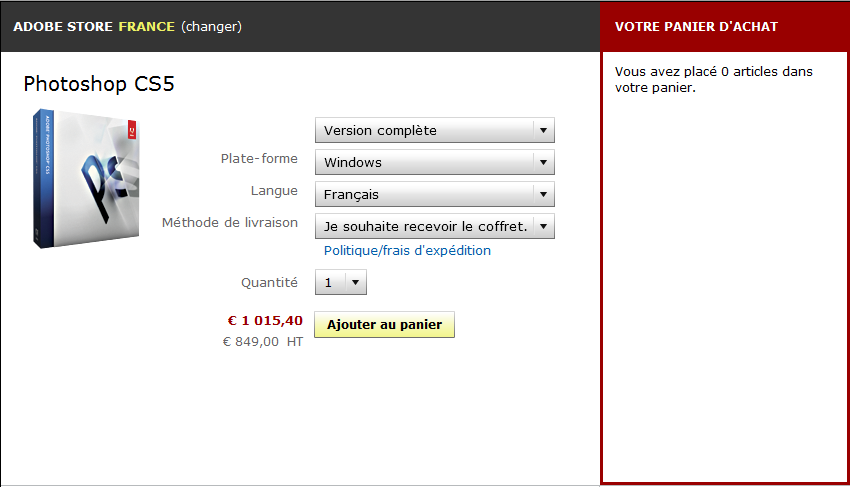 ADOBE STORE FRANCE (changer)
VOTRE PANIER D'ACHAT
Vous avez placé 0 articles dans
votre panier.
Photoshop CS5
ADOBE PHOTOSHOP CS5
Ps
Version complète
Plate-forme Windows
Langue Français
Méthode de livraison Je souhaite recevoir le coffret.
Politique/frais d'expédition
Quantité 1
€ 1 015,40 Ajouter au panier
€ 849,00 HT